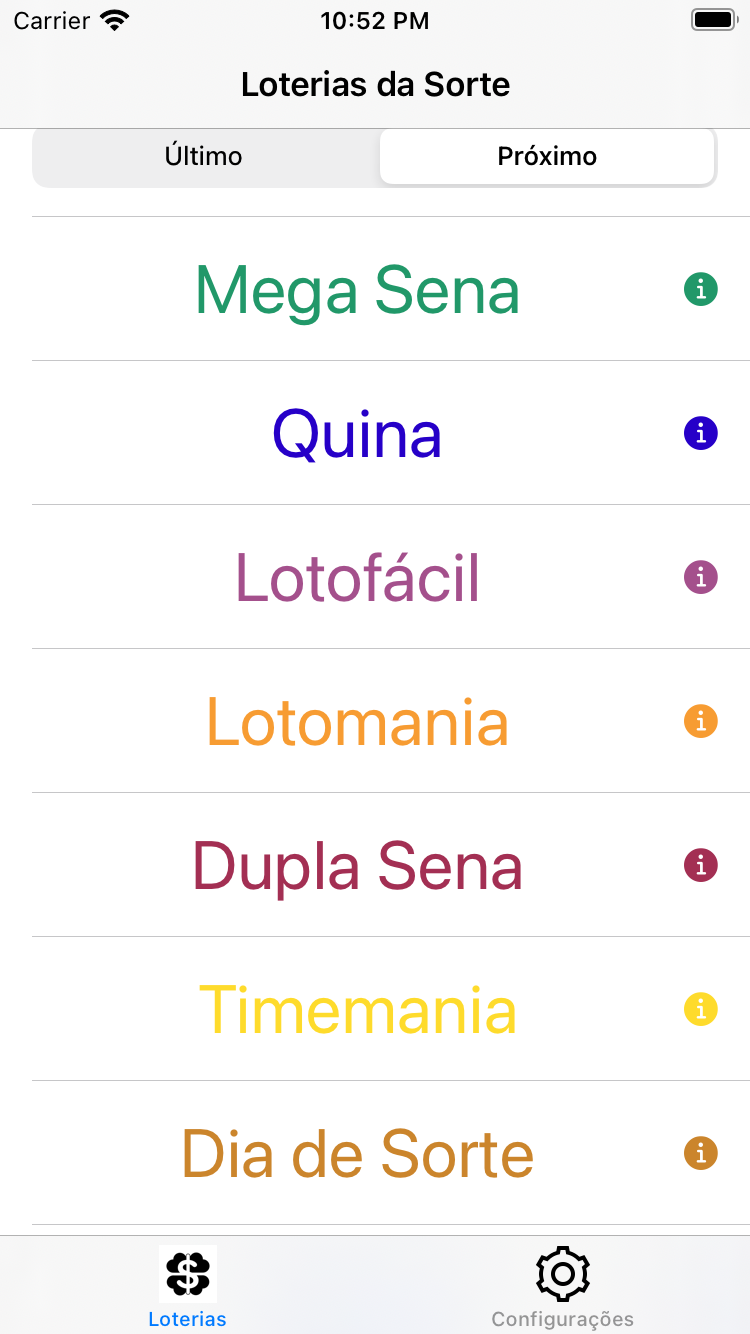 Carrier 10:52 PM
Loterias da Sorte
Último Próximo
Mega Sena
Quina
Lotofácil
Lotomania
Dupla Sena
Timemania
Dia de Sorte
Loterias Configurações